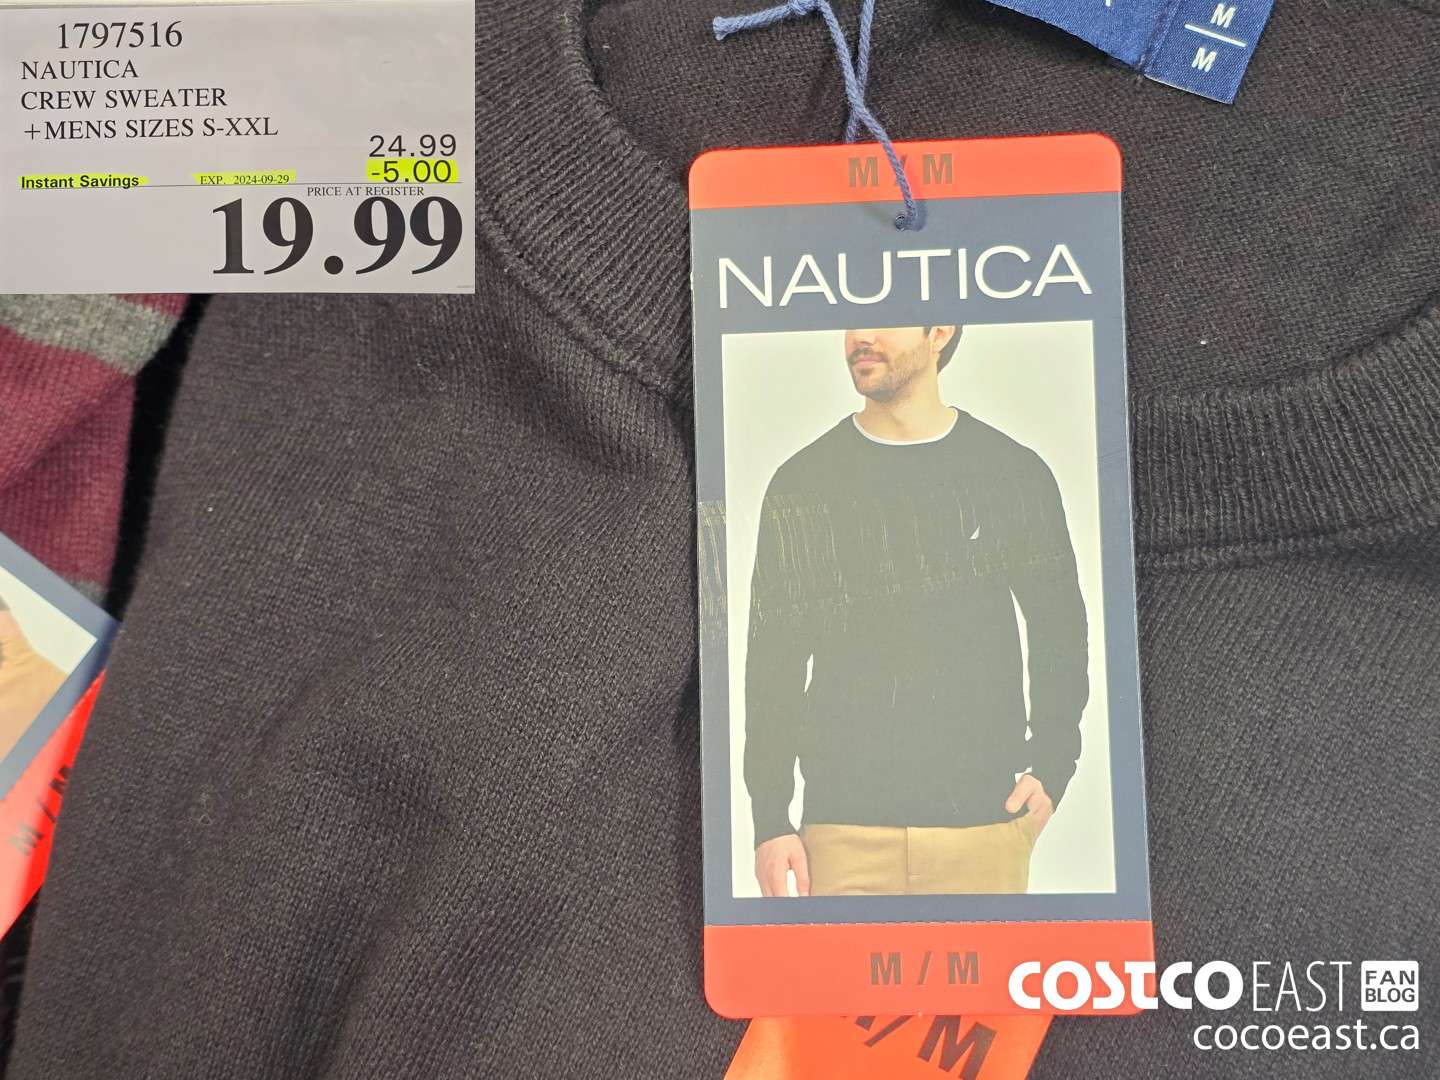 1797516
NAUTICA
CREW SWEATER
+MENS SIZES S-XXL
24.99
Instant Savings EXP. 2024-09-29 -5.00
PRICE AT REGISTER
19.99
M
M
M / M
NAUTICA
M / M
M / M
M / M
COSTCO EAST FAN BLOG
cocoeast.ca